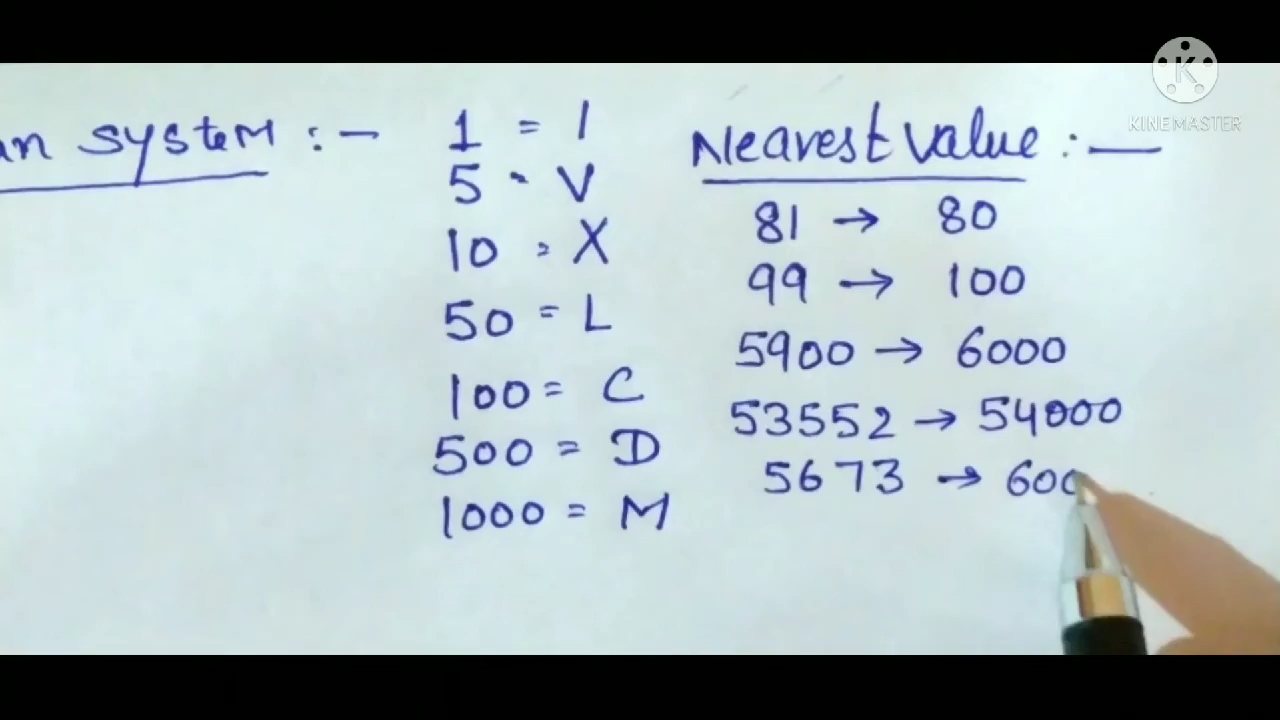 system :-
1 = I
5 = V
10 = X
50 = L
100 = C
500 = D
1000 = M
Nearest Value :-
81 → 80
99 → 100
5900 → 6000
53552 → 54000
5673 → 600
K
KINEMASTER